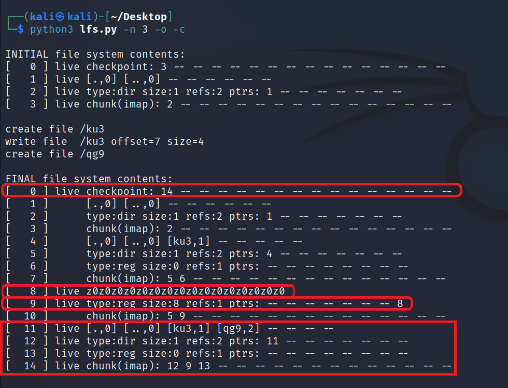 (kali㉿kali)-[~/Desktop]
$ python3 lfs.py -n 3 -o -c
INITIAL file system contents:
[   0 ] live checkpoint: 3 -- -- -- -- -- -- -- -- -- -- -- -- -- -- --
[   1 ] live [.,0] [..,0] -- -- -- -- -- --
[   2 ] live type:dir size:1 refs:2 ptrs: 1 -- -- -- -- -- -- --
[   3 ] live chunk(imap): 2 -- -- -- -- -- -- -- -- -- -- -- -- -- -- --
create file /ku3
write file  /ku3 offset=7 size=4
create file /qg9
FINAL file system contents:
[   0 ] live checkpoint: 14 -- -- -- -- -- -- -- -- -- -- -- -- -- -- --
[   1 ]      [.,0] [..,0] -- -- -- -- -- --
[   2 ]      type:dir size:1 refs:2 ptrs: 1 -- -- -- -- -- -- --
[   3 ]      chunk(imap): 2 -- -- -- -- -- -- -- -- -- -- -- -- -- -- --
[   4 ]      [.,0] [..,0] [ku3,1] -- -- -- -- --
[   5 ]      type:dir size:1 refs:2 ptrs: 4 -- -- -- -- -- -- --
[   6 ]      type:reg size:0 refs:1 ptrs: -- -- -- -- -- -- -- --
[   7 ]      chunk(imap): 5 6 -- -- -- -- -- -- -- -- -- -- -- -- -- --
[   8 ] live z0z0z0z0z0z0z0z0z0z0z0z0z0z0z0z0
[   9 ] live type:reg size:8 refs:1 ptrs: -- -- -- -- -- -- -- 8
[  10 ]      chunk(imap): 5 9 -- -- -- -- -- -- -- -- -- -- -- -- -- --
[  11 ] live [.,0] [..,0] [ku3,1] [qg9,2] -- -- -- --
[  12 ] live type:dir size:1 refs:2 ptrs: 11 -- -- -- -- -- -- --
[  13 ] live type:reg size:0 refs:1 ptrs: -- -- -- -- -- -- -- --
[  14 ] live chunk(imap): 12 9 13 -- -- -- -- -- -- -- -- -- -- -- -- --